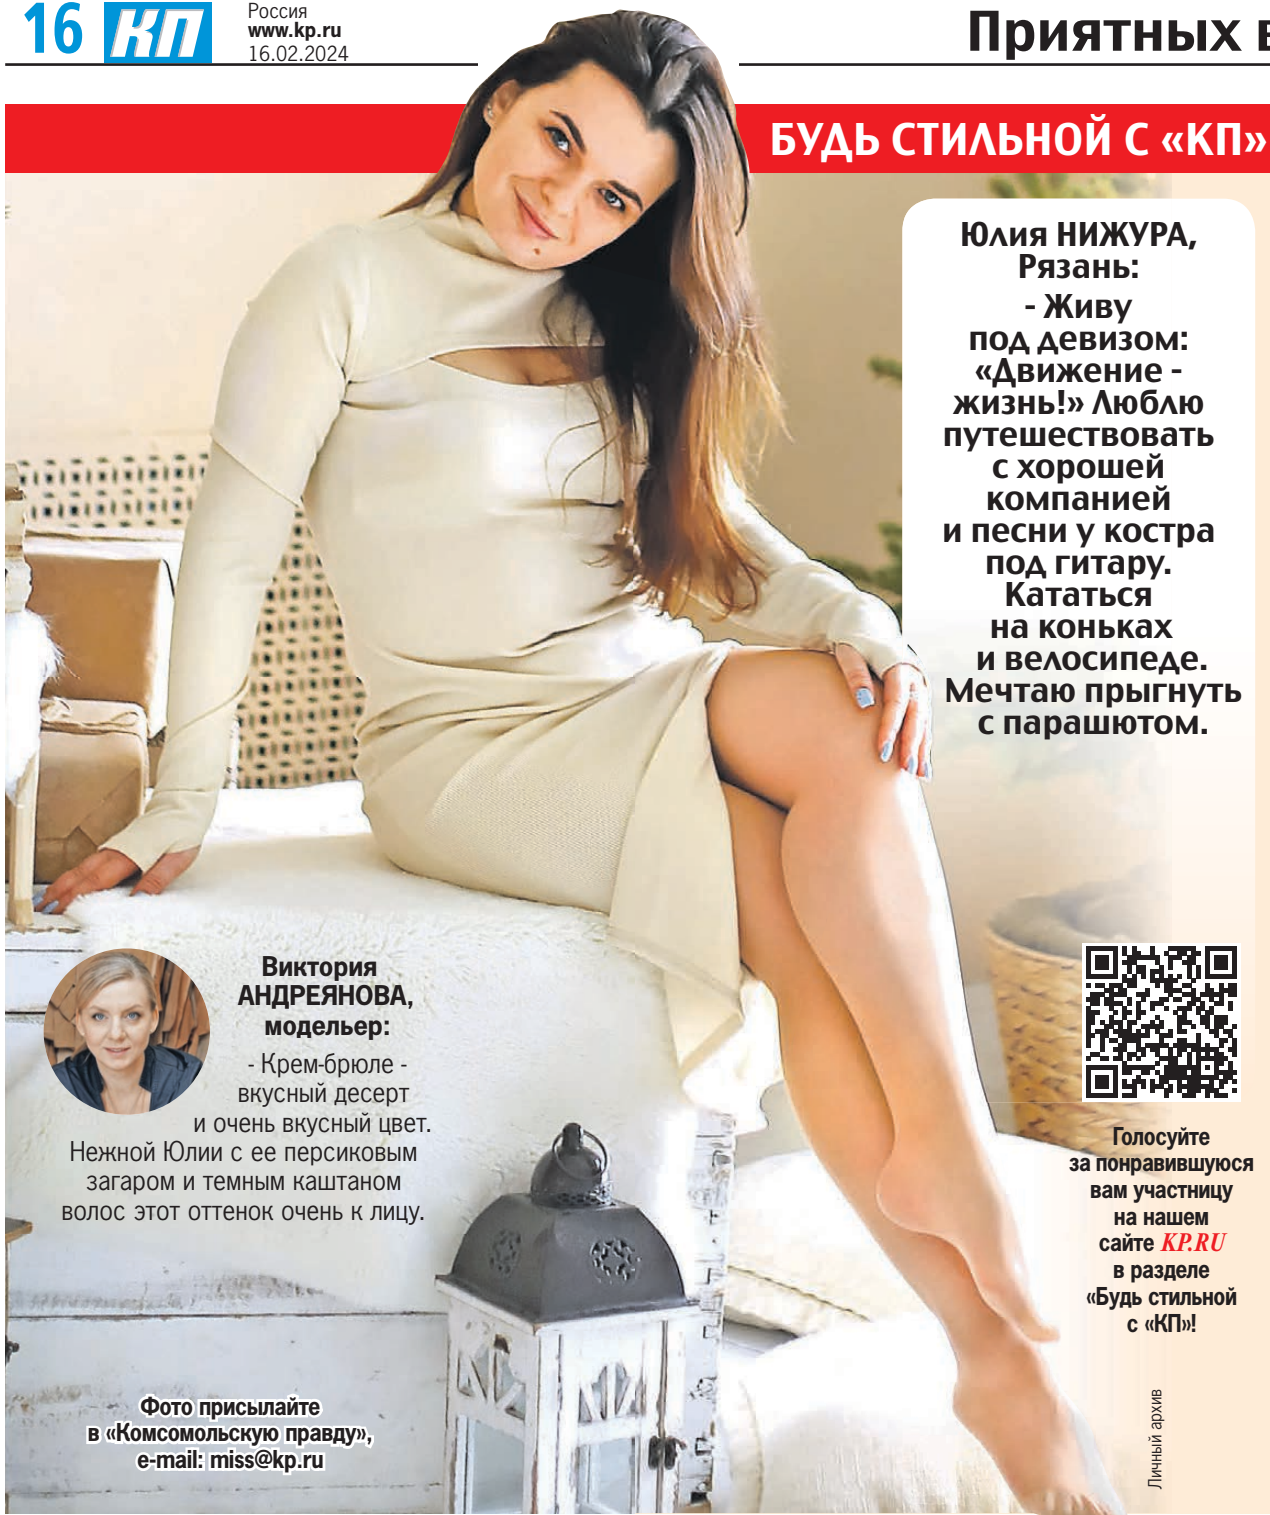 16 КП
Россия
www.kp.ru
16.02.2024
Приятных в
БУДЬ СТИЛЬНОЙ С «КП»
Юлия НИЖУРА,
Рязань:
- Живу
под девизом:
«Движение -
жизнь!» Люблю
путешествовать
с хорошей
компанией
и песни у костра
под гитару.
Кататься
на коньках
и велосипеде.
Мечтаю прыгнуть
с парашютом.
Виктория
АНДРЕЯНОВА,
модельер:
- Крем-брюле -
вкусный десерт
и очень вкусный цвет.
Нежной Юлии с ее персиковым
загаром и темным каштаном
волос этот оттенок очень к лицу.
Голосуйте
за понравившуюся
вам участницу
на нашем
сайте KP.RU
в разделе
«Будь стильной
с «КП»!
Фото присылайте
в «Комсомольскую правду»,
e-mail: miss@kp.ru
Личный архив